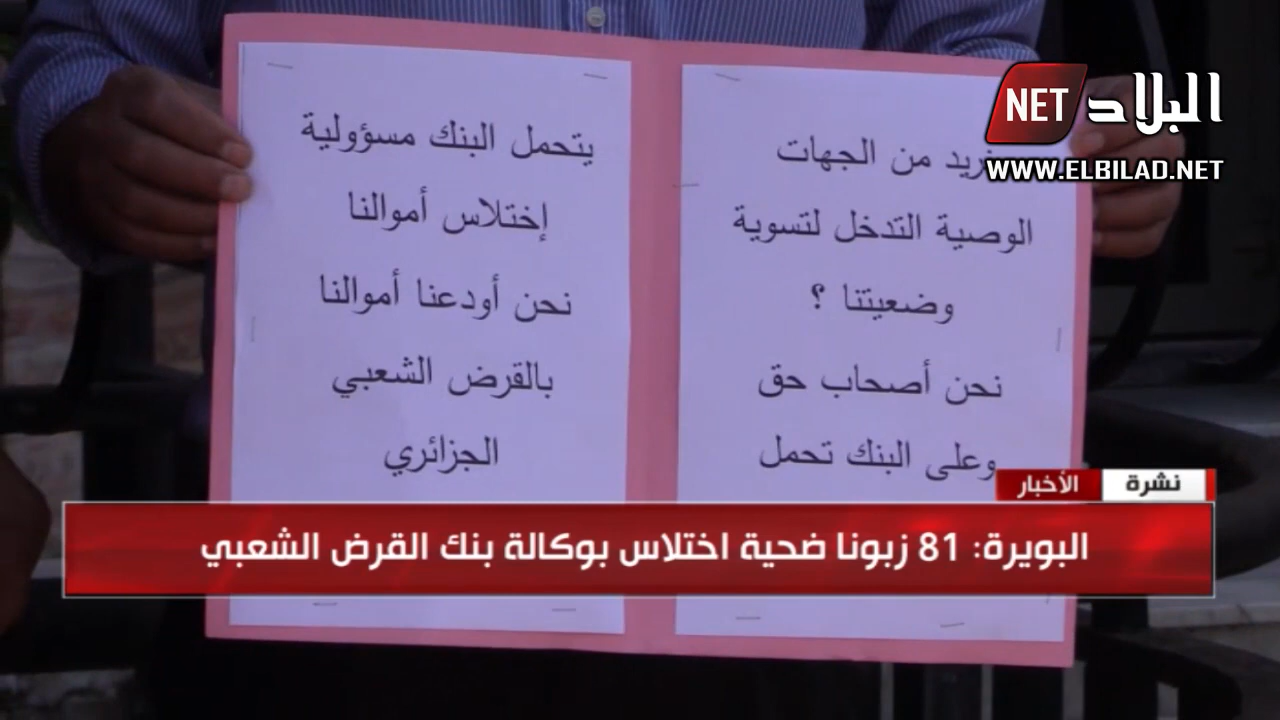 البلاد NET
WWW.ELBILAD.NET
نريد من الجهات
الوصية التدخل لتسوية
وضعيتنا ؟
نحن أصحاب حق
وعلى البنك تحمل
يتحمل البنك مسؤولية
إختلاس أموالنا
نحن أودعنا أموالنا
بالقرض الشعبي
الجزائري
نشرة الأخبار
البويرة: 81 زبونا ضحية اختلاس بوكالة بنك القرض الشعبي